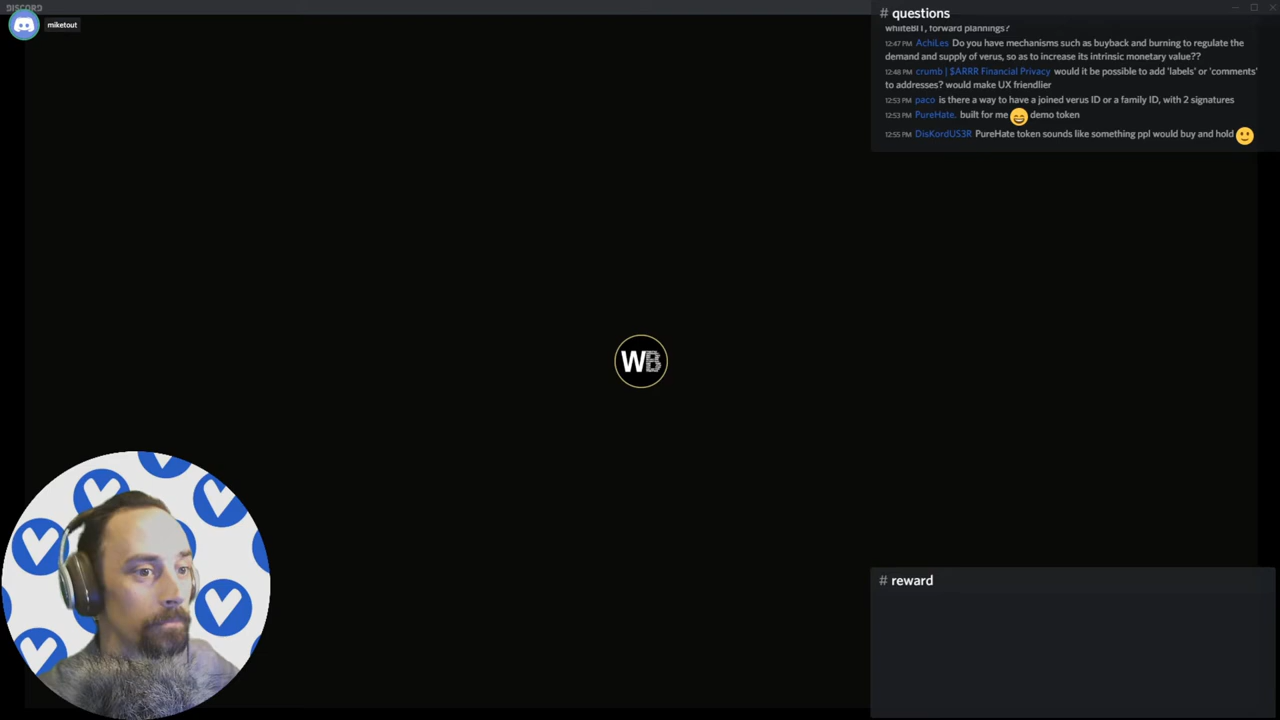 DISCORD
miketout
# questions
whiteBIT, forward plannings?
12:47 PM AchiLes Do you have mechanisms such as buyback and burning to regulate the
demand and supply of verus, so as to increase its intrinsic monetary value??
12:48 PM crumb | $ARRR Financial Privacy would it be possible to add 'labels' or 'comments'
to addresses? would make UX friendlier
12:53 PM paco is there a way to have a joined verus ID or a family ID, with 2 signatures
12:53 PM PureHate. built for me 😄 demo token
12:55 PM DisKordUS3R PureHate token sounds like something ppl would buy and hold 🙂
WB
# reward